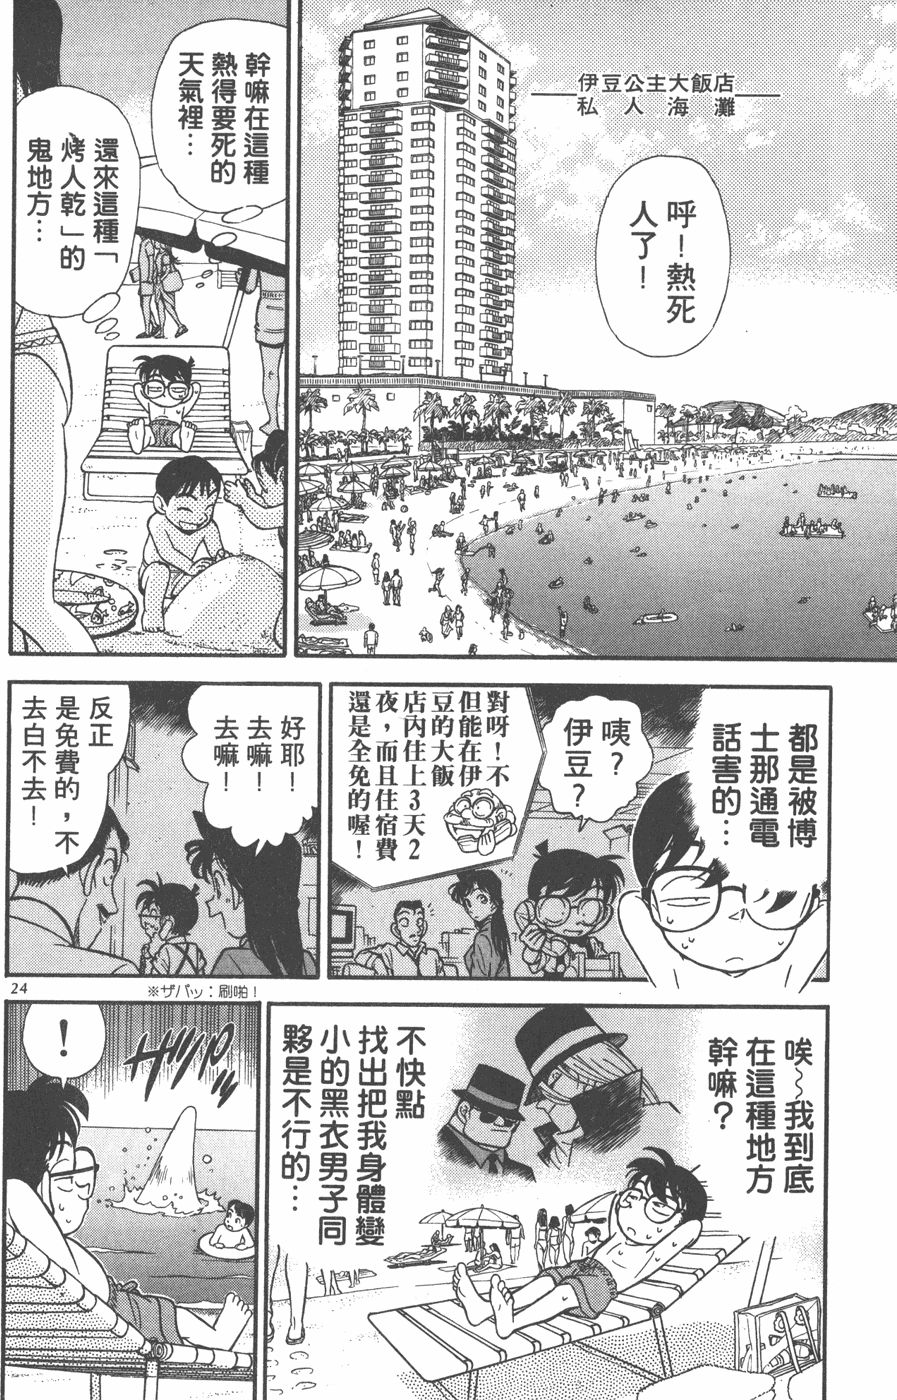 伊豆公主大飯店
私人海灘
呼！熱死
人了！
幹嘛在這種
熱得要死的
天氣裡…
還來這種「
烤人乾」的
鬼地方…
都是被博
士那通電
話害的…
咦？
伊豆？
對呀！不
但能在伊
豆的大飯
店內住上3天2
夜，而且住宿費
還是全免的喔！
好耶！
去嘛！
去嘛！
反正
是免費的，不
去白不去！
24
※ザバッ：刷啪！
唉～我到底
在這種地方
幹嘛？
不快點
找出把我身體變
小的黑衣男子同
夥是不行的…
ザバッ
！